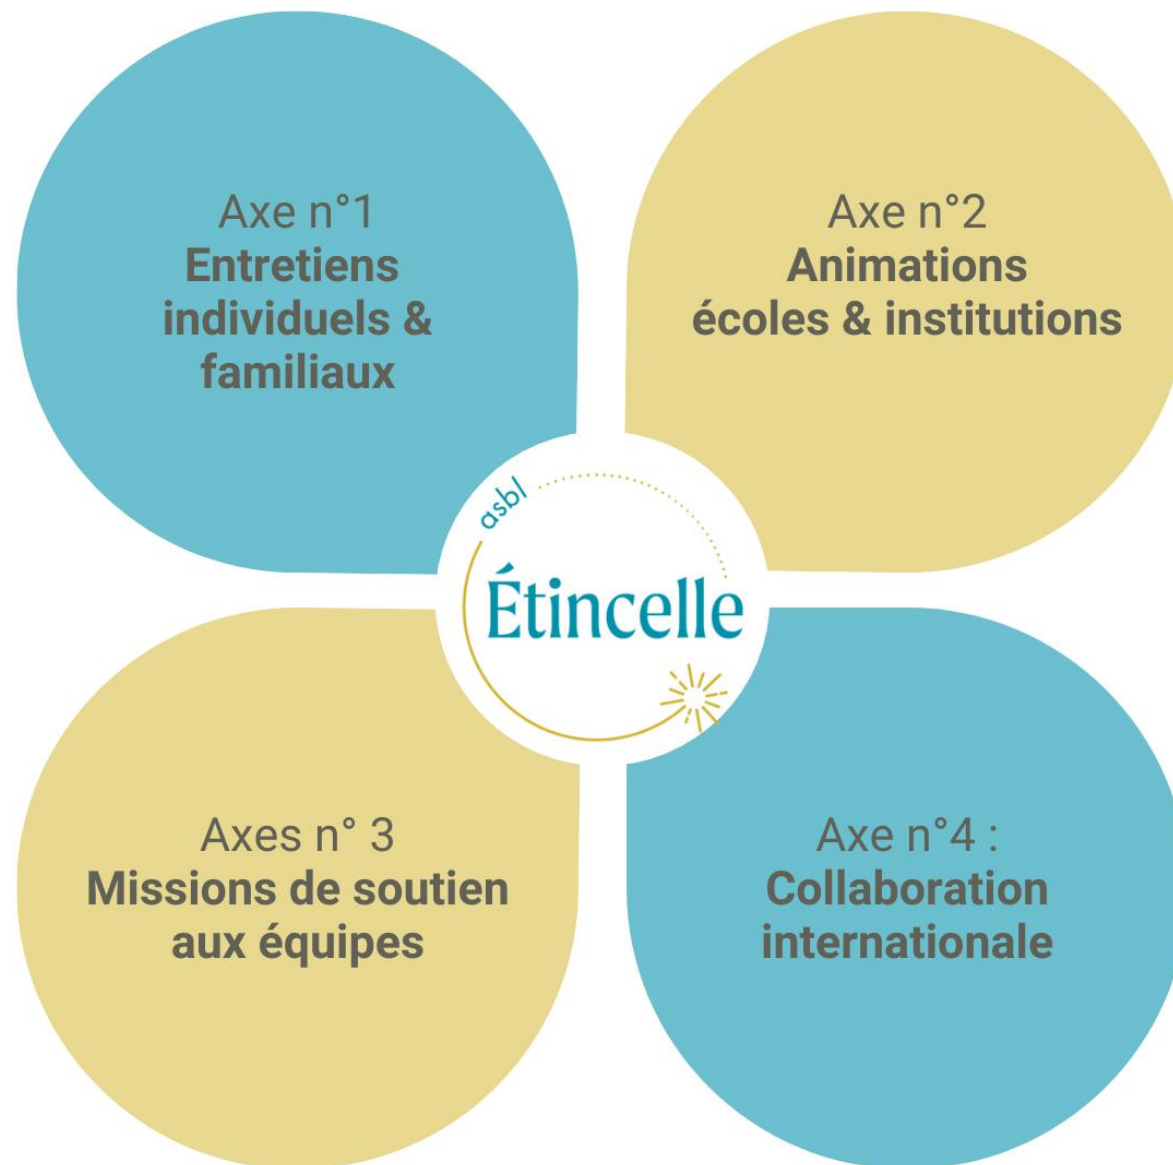 Axe n°1
Entretiens
individuels &
familiaux
Axe n°2
Animations
écoles & institutions
asbl
Étincelle
Axes n° 3
Missions de soutien
aux équipes
Axe n°4 :
Collaboration
internationale